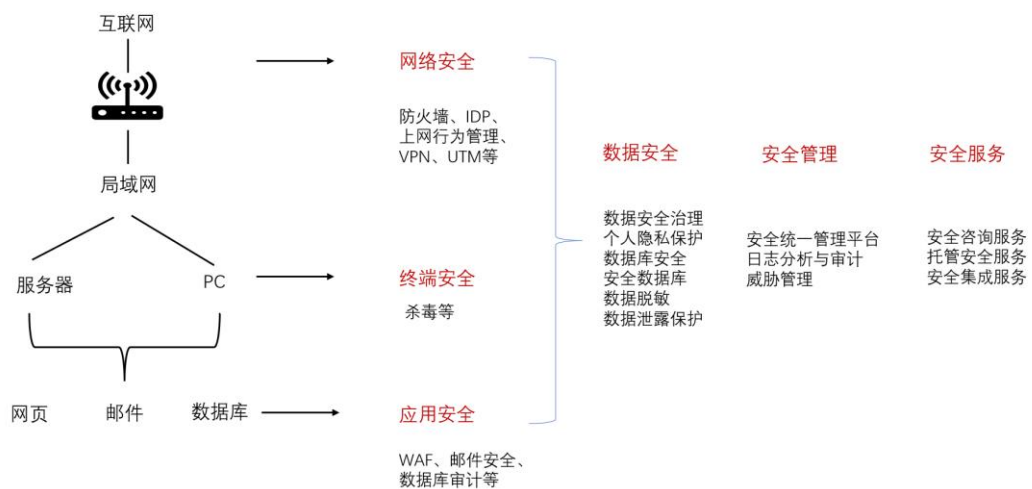 互联网
网络安全
防火墙、IDP、
上网行为管理、
VPN、UTM等
局域网
服务器
PC
终端安全
杀毒等
网页
邮件
数据库
应用安全
WAF、邮件安全、
数据库审计等
数据安全
数据安全治理
个人隐私保护
数据库安全
安全数据库
数据脱敏
数据泄露保护
安全管理
安全统一管理平台
日志分析与审计
威胁管理
安全服务
安全咨询服务
托管安全服务
安全集成服务